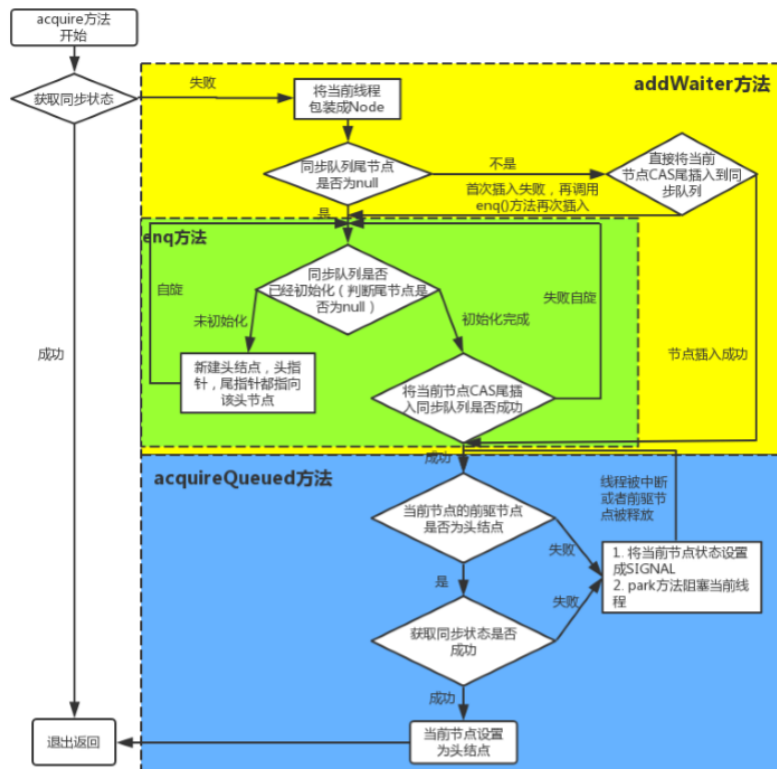 acquire方法
开始
获取同步状态
失败
将当前线程
包装成Node
addWaiter方法
同步队列尾节点
是否为null
不是
直接将当前
节点CAS尾插入到同
步队列
首次插入失败，再调用
enq()方法再次插入
是
enq方法
同步队列是否
已经初始化（判断尾节点是
否为null）
自旋
失败自旋
未初始化
初始化完成
成功
节点插入成功
新建头结点，头指
针，尾指针都指向
该头节点
将当前节点CAS尾插
入同步队列是否成功
成功
acquireQueued方法
线程被中断
或者前驱节
点被释放
当前节点的前驱节点
是否为头结点
失败
1. 将当前节点状态设置
成SIGNAL
2. park方法阻塞当前线
程
是
失败
获取同步状态是否
成功
成功
退出返回
当前节点设置
为头结点